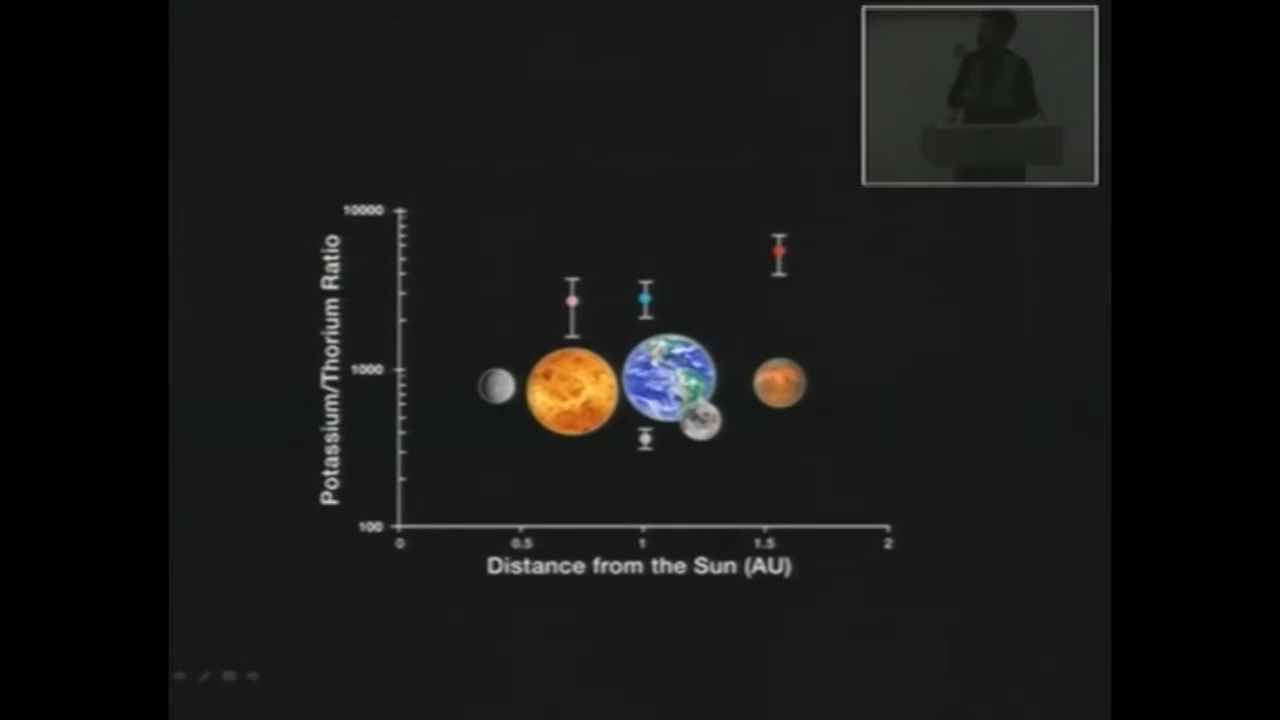 10000
Potassium/Thorium Ratio
1000
100
0 0.5 1 1.5 2
Distance from the Sun (AU)